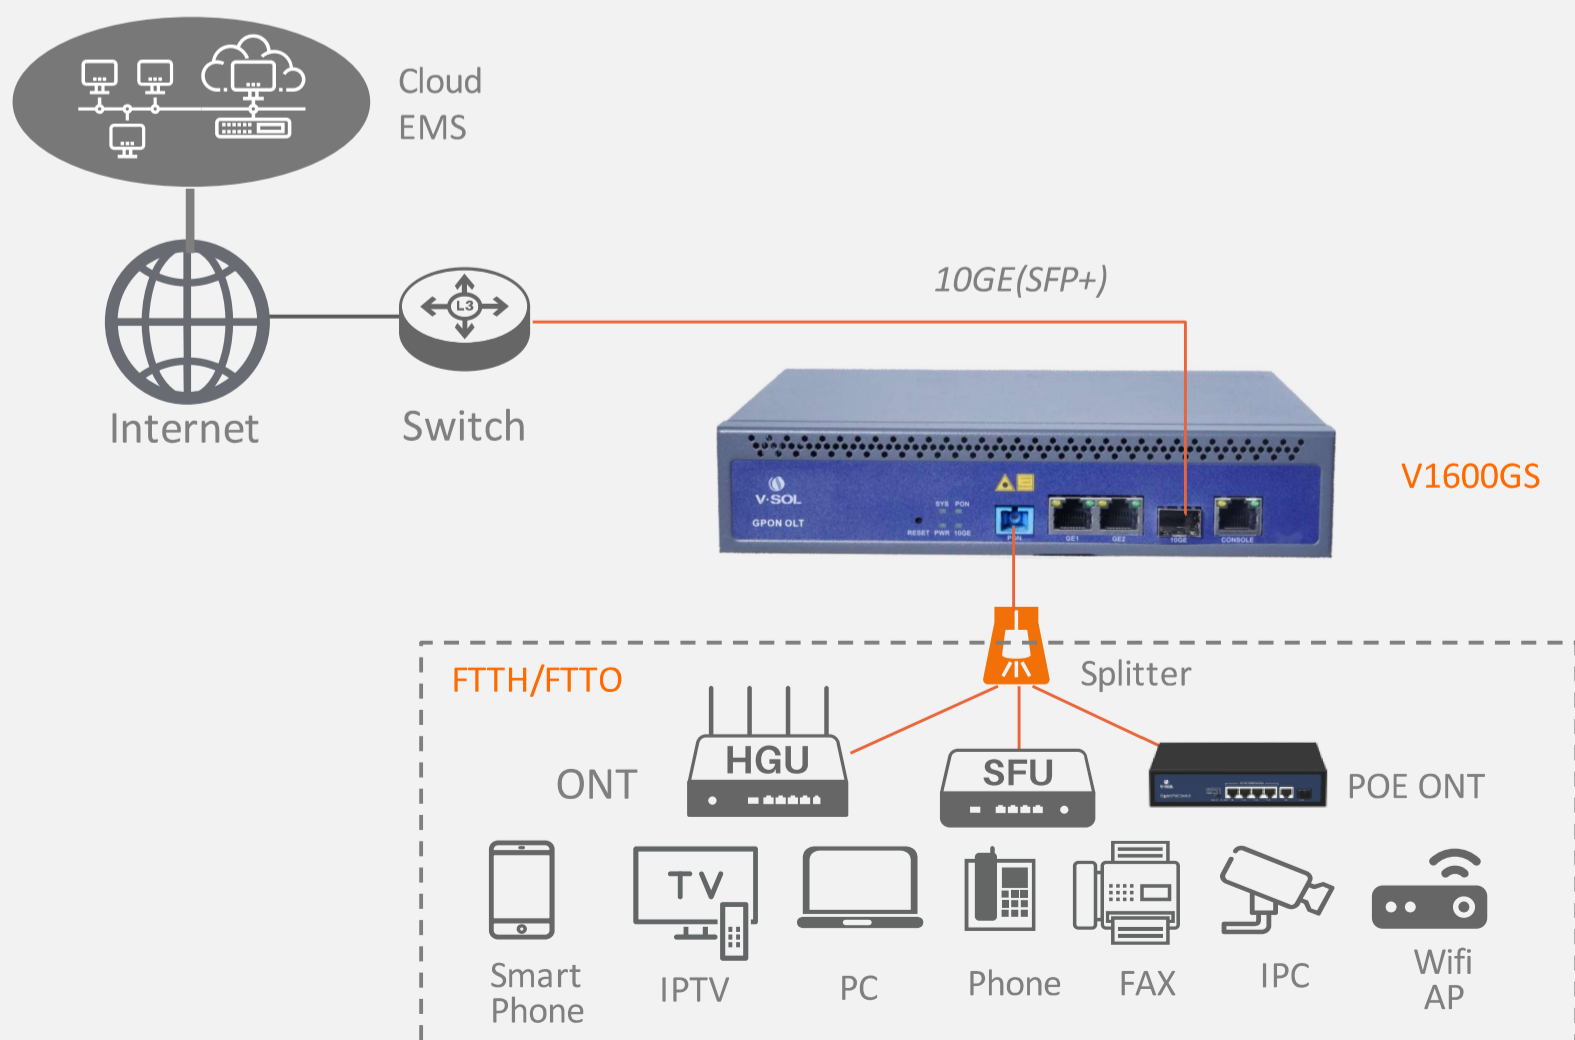 Cloud
EMS
10GE(SFP+)
L3
Internet
Switch
V1600GS
V·SOL
GPON OLT
SYS PON
RESET PWR 10GE
PON
GE1
GE2
10GE
CONSOLE
FTTH/FTTO
Splitter
ONT
HGU
SFU
V·SOL
POE ONT
TV
Smart
Phone
IPTV
PC
Phone
FAX
IPC
Wifi
AP